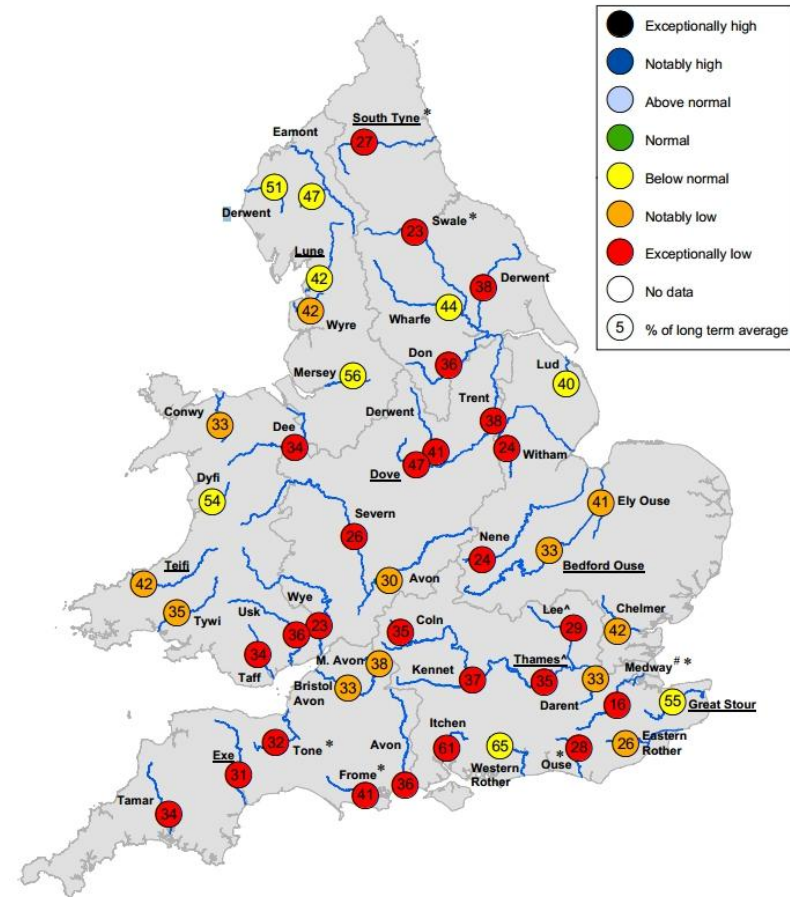 Exceptionally high
Notably high
Above normal
Normal
Below normal
Notably low
Exceptionally low
No data
5 % of long term average
South Tyne *
27
Eamont
51
47
Derwent
Swale *
23
Lune
42
Derwent
38
42
Wyre
Wharfe
44
Don
36
Mersey
56
Lud
40
Conwy
33
Dee
34
Derwent
Trent
38
41
47
Dove
24
Witham
Dyfi
54
Severn
26
41
Ely Ouse
Nene
24
33
Bedford Ouse
Teifi
42
30
Avon
35
Tywi
Usk
Wye
23
36
34
Taff
Coln
35
Lee^
29
Chelmer
42
M. Avon
38
Bristol
Avon
33
Kennet
37
Thames^
35
33
Darent
Medway # *
16
55
Great Stour
32
Tone *
Avon
36
Itchen
61
65
Western
Rother
*
Ouse
28
26
Eastern
Rother
Exe
31
Frome *
41
Tamar
34